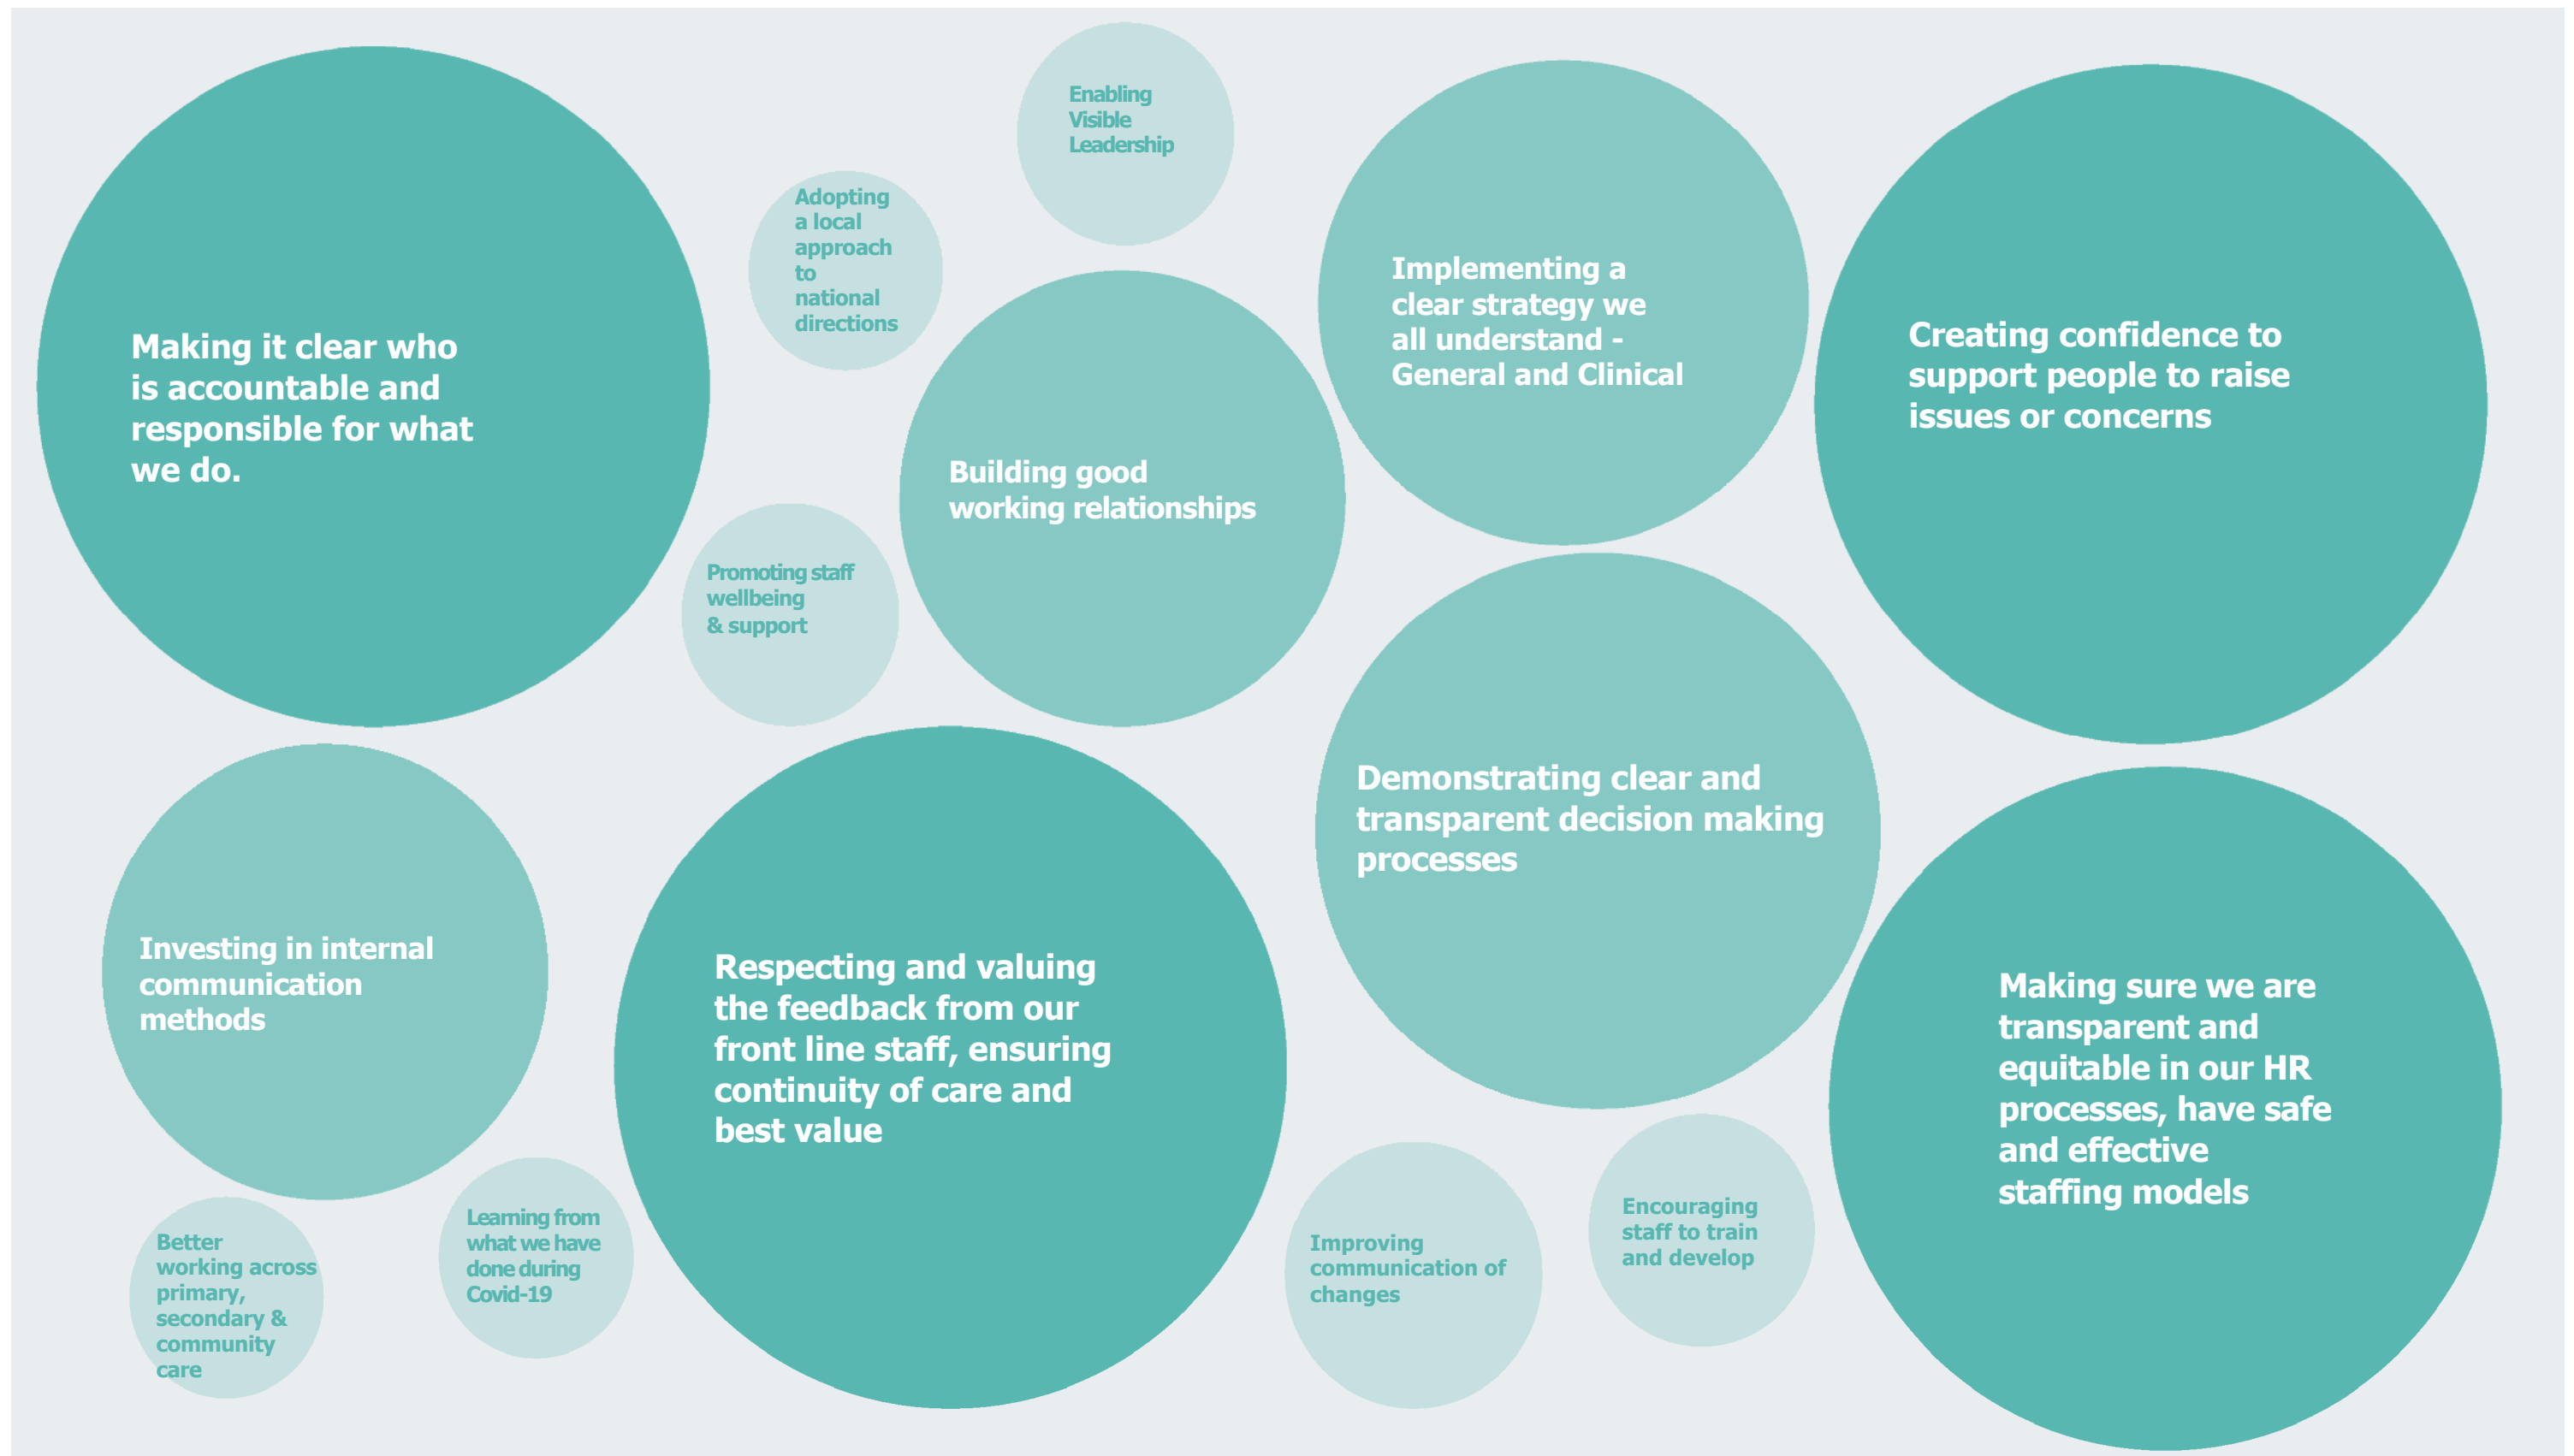 Enabling
Visible
Leadership
Adopting
a local
approach
to
national
directions
Implementing a
clear strategy we
all understand -
General and Clinical
Creating confidence to
support people to raise
issues or concerns
Making it clear who
is accountable and
responsible for what
we do.
Building good
working relationships
Promoting staff
wellbeing
& support
Demonstrating clear and
transparent decision making
processes
Investing in internal
communication
methods
Respecting and valuing
the feedback from our
front line staff, ensuring
continuity of care and
best value
Making sure we are
transparent and
equitable in our HR
processes, have safe
and effective
staffing models
Better
working across
primary,
secondary &
community
care
Learning from
what we have
done during
Covid-19
Improving
communication of
changes
Encouraging
staff to train
and develop